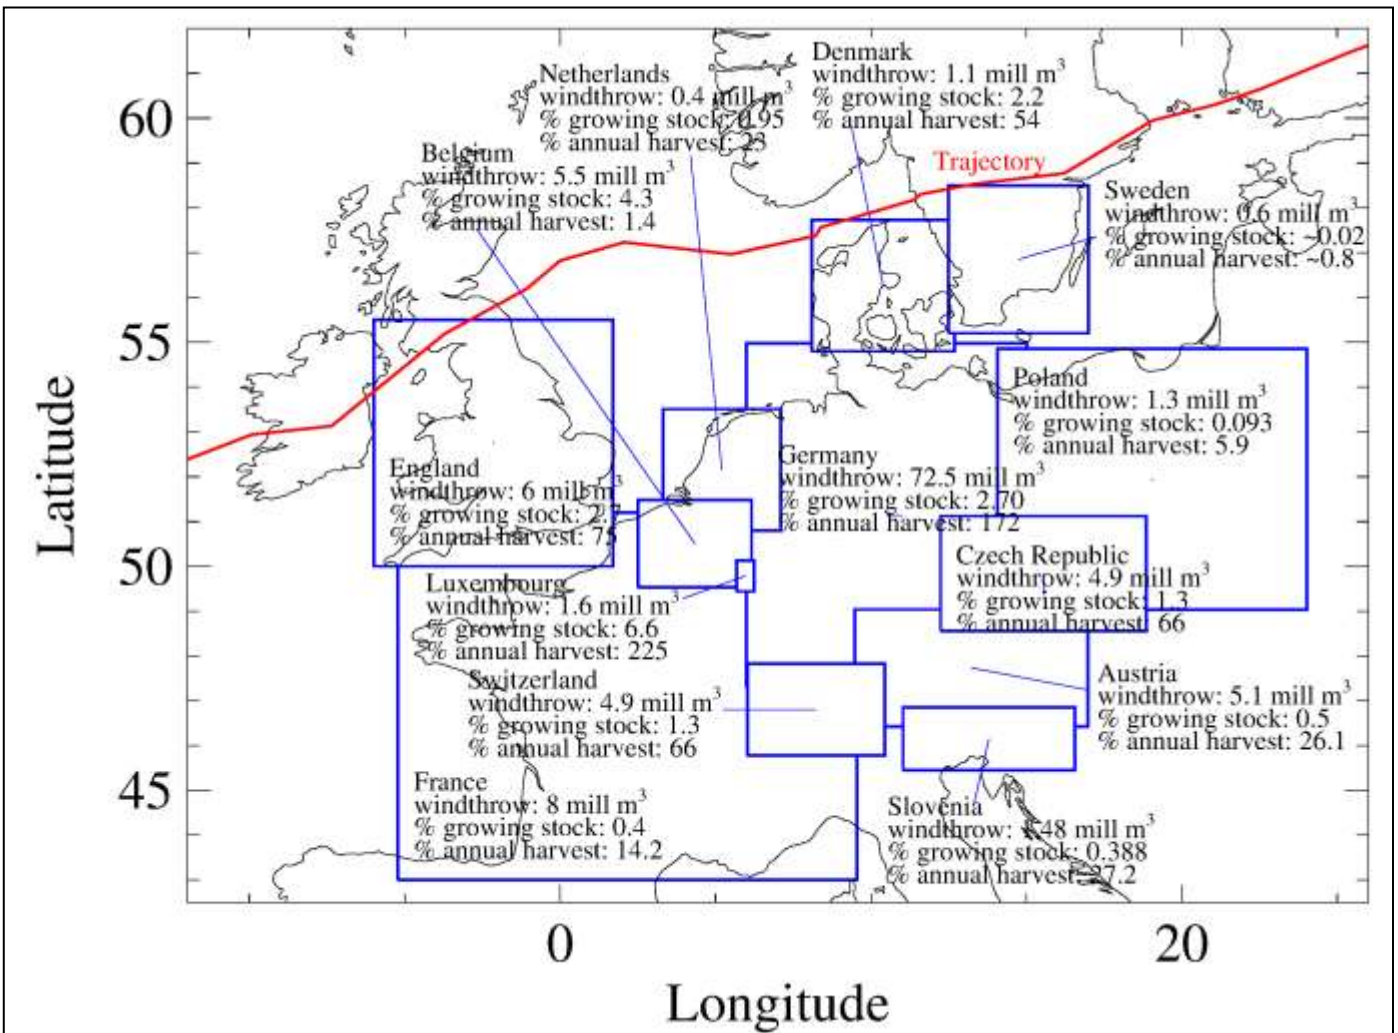 Denmark
windthrow: 1.1 mill m³
% growing stock: 2.2
% annual harvest: 54
Netherlands
windthrow: 0.4 mill m³
% growing stock: 0.95
% annual harvest: 23
Belgium
windthrow: 5.5 mill m³
% growing stock: 4.3
% annual harvest: 1.4
Trajectory
Sweden
windthrow: 0.6 mill m³
% growing stock: ~0.02
% annual harvest: ~0.8
Poland
windthrow: 1.3 mill m³
% growing stock: 0.093
% annual harvest: 5.9
England
windthrow: 6 mill m³
% growing stock: 2.7
% annual harvest: 75
Germany
windthrow: 72.5 mill m³
% growing stock: 2.70
% annual harvest: 172
Czech Republic
windthrow: 4.9 mill m³
% growing stock: 1.3
% annual harvest: 66
Luxembourg
windthrow: 1.6 mill m³
% growing stock: 6.6
% annual harvest: 225
Switzerland
windthrow: 4.9 mill m³
% growing stock: 1.3
% annual harvest: 66
Austria
windthrow: 5.1 mill m³
% growing stock: 0.5
% annual harvest: 26.1
France
windthrow: 8 mill m³
% growing stock: 0.4
% annual harvest: 14.2
Slovenia
windthrow: mill m³
% growing stock: 0.388
% annual harvest: 27.2
Latitude
60
55
50
45
0
20
Longitude